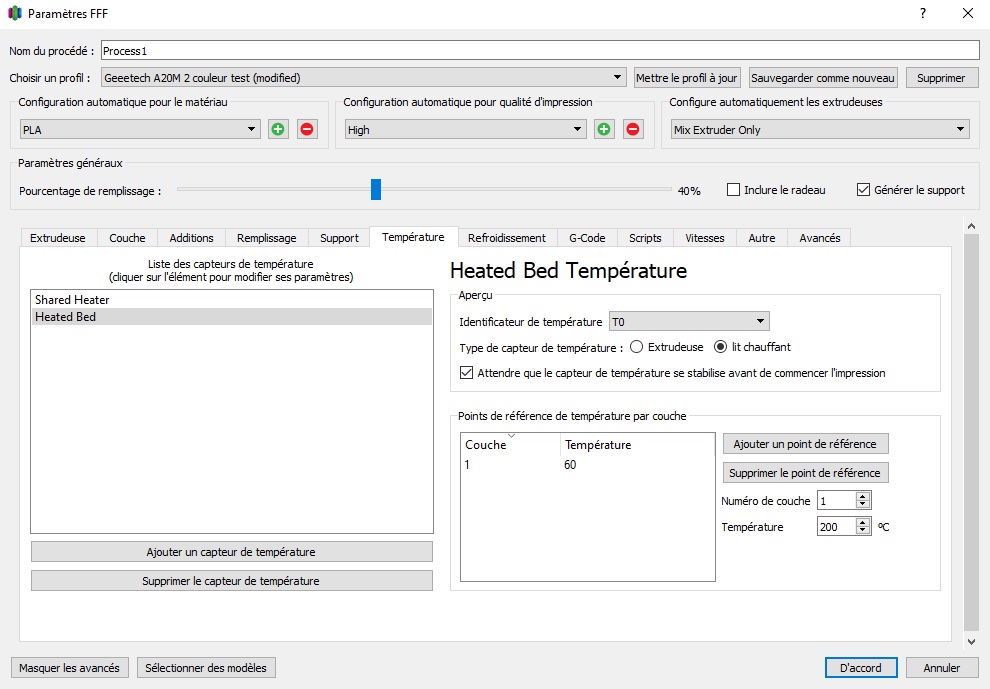 Paramètres FFF
?
Nom du procédé : Process1
Choisir un profil : Geeetech A20M 2 couleur test (modified) Mettre le profil à jour Sauvegarder comme nouveau Supprimer
Configuration automatique pour le matériau Configuration automatique pour qualité d'impression Configure automatiquement les extrudeuses
PLA High Mix Extruder Only
Paramètres généraux
Pourcentage de remplissage : 40% Inclure le radeau Générer le support
Extrudeuse Couche Additions Remplissage Support Température Refroidissement G-Code Scripts Vitesses Autre Avancés
Liste des capteurs de température
(cliquer sur l'élément pour modifier ses paramètres)
Shared Heater
Heated Bed
Ajouter un capteur de température
Supprimer le capteur de température
Heated Bed Température
Aperçu
Identificateur de température T0
Type de capteur de température : Extrudeuse lit chauffant
Attendre que le capteur de température se stabilise avant de commencer l'impression
Points de référence de température par couche
Couche Température
1 60
Ajouter un point de référence
Supprimer le point de référence
Numéro de couche 1
Température 200 ºC
Masquer les avancés Sélectionner des modèles D'accord Annuler